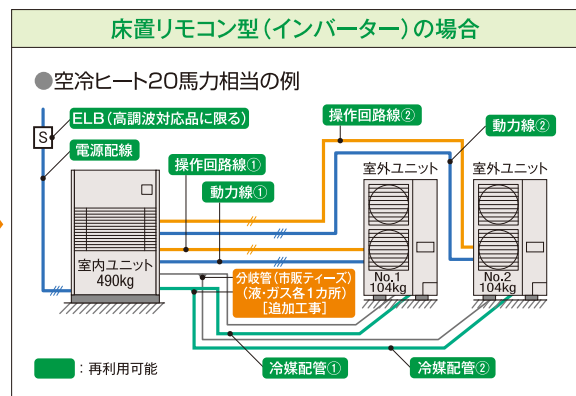 床置リモコン型(インバーター)の場合
●空冷ヒート20馬力相当の例
ELB(高調波対応品に限る)
S
電源配線
操作回路線②
動力線②
操作回路線①
動力線①
室外ユニット
室外ユニット
室内ユニット
490kg
No.1
104kg
No.2
104kg
分岐管(市販ティーズ)
(液・ガス各1カ所)
[追加工事]
冷媒配管①
冷媒配管②
:再利用可能